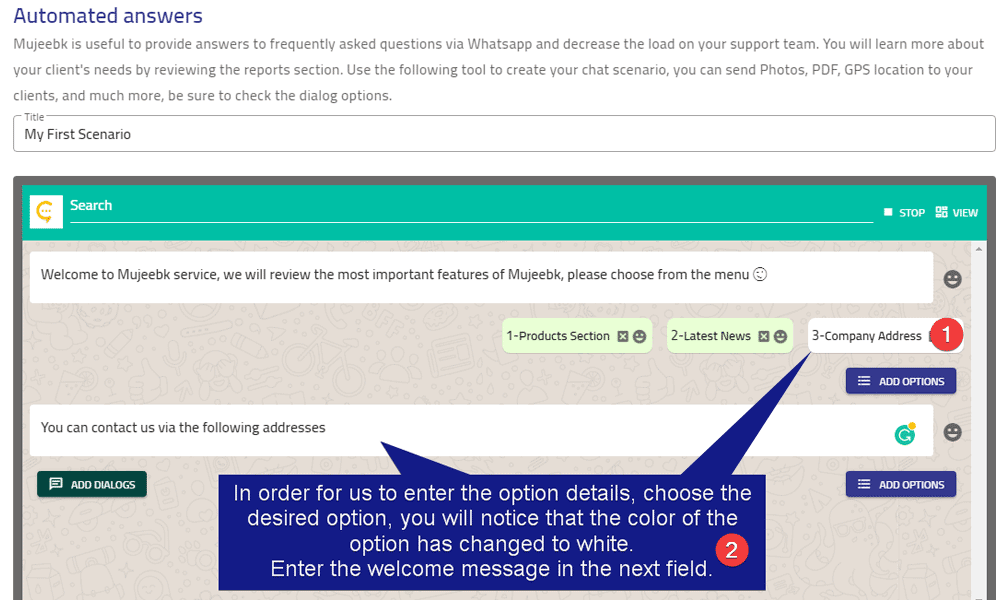 Automated answers
Mujeebk is useful to provide answers to frequently asked questions via Whatsapp and decrease the load on your support team. You will learn more about
your client's needs by reviewing the reports section. Use the following tool to create your chat scenario, you can send Photos, PDF, GPS location to your
clients, and much more, be sure to check the dialog options.
Title
My First Scenario
Search
STOP VIEW
Welcome to Mujeebk service, we will review the most important features of Mujeebk, please choose from the menu
1-Products Section 2-Latest News 3-Company Address 1
ADD OPTIONS
You can contact us via the following addresses
ADD DIALOGS ADD OPTIONS
In order for us to enter the option details, choose the
desired option, you will notice that the color of the
option has changed to white.
2
Enter the welcome message in the next field.